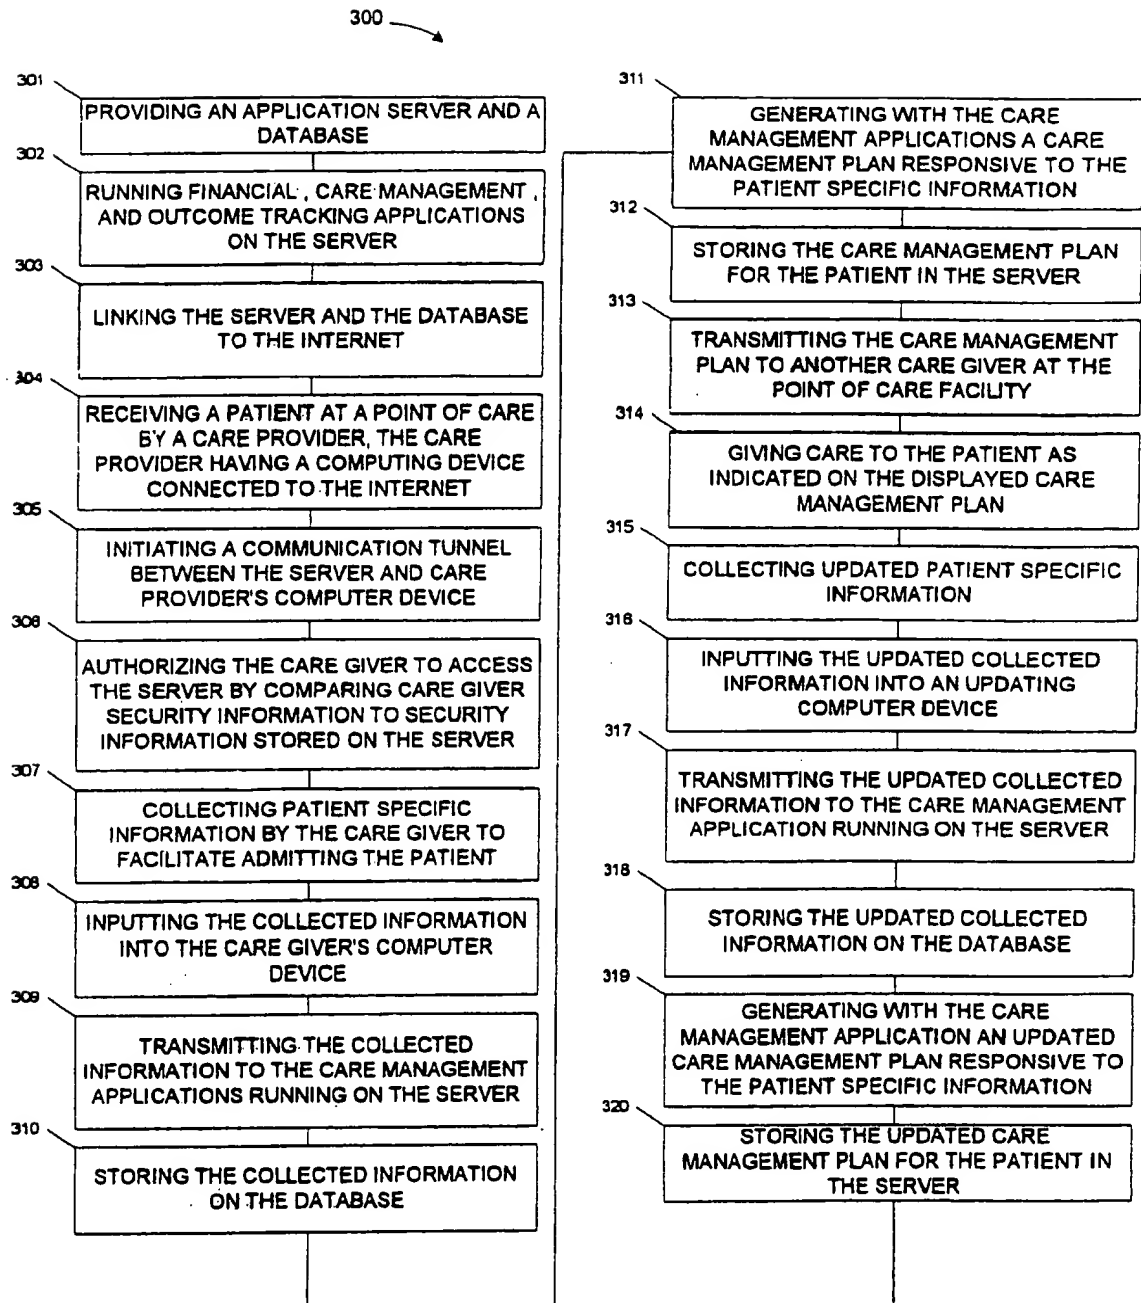 300
301
PROVIDING AN APPLICATION SERVER AND A
DATABASE
302
RUNNING FINANCIAL, CARE MANAGEMENT,
AND OUTCOME TRACKING APPLICATIONS
ON THE SERVER
303
LINKING THE SERVER AND THE DATABASE
TO THE INTERNET
304
RECEIVING A PATIENT AT A POINT OF CARE
BY A CARE PROVIDER, THE CARE
PROVIDER HAVING A COMPUTING DEVICE
CONNECTED TO THE INTERNET
305
INITIATING A COMMUNICATION TUNNEL
BETWEEN THE SERVER AND CARE
PROVIDER'S COMPUTER DEVICE
306
AUTHORIZING THE CARE GIVER TO ACCESS
THE SERVER BY COMPARING CARE GIVER
SECURITY INFORMATION TO SECURITY
INFORMATION STORED ON THE SERVER
307
COLLECTING PATIENT SPECIFIC
INFORMATION BY THE CARE GIVER TO
FACILITATE ADMITTING THE PATIENT
308
INPUTTING THE COLLECTED INFORMATION
INTO THE CARE GIVER'S COMPUTER
DEVICE
309
TRANSMITTING THE COLLECTED
INFORMATION TO THE CARE MANAGEMENT
APPLICATIONS RUNNING ON THE SERVER
310
STORING THE COLLECTED INFORMATION
ON THE DATABASE
311
GENERATING WITH THE CARE
MANAGEMENT APPLICATIONS A CARE
MANAGEMENT PLAN RESPONSIVE TO THE
PATIENT SPECIFIC INFORMATION
312
STORING THE CARE MANAGEMENT PLAN
FOR THE PATIENT IN THE SERVER
313
TRANSMITTING THE CARE MANAGEMENT
PLAN TO ANOTHER CARE GIVER AT THE
POINT OF CARE FACILITY
314
GIVING CARE TO THE PATIENT AS
INDICATED ON THE DISPLAYED CARE
MANAGEMENT PLAN
315
COLLECTING UPDATED PATIENT SPECIFIC
INFORMATION
316
INPUTTING THE UPDATED COLLECTED
INFORMATION INTO AN UPDATING
COMPUTER DEVICE
317
TRANSMITTING THE UPDATED COLLECTED
INFORMATION TO THE CARE MANAGEMENT
APPLICATION RUNNING ON THE SERVER
318
STORING THE UPDATED COLLECTED
INFORMATION ON THE DATABASE
319
GENERATING WITH THE CARE
MANAGEMENT APPLICATION AN UPDATED
CARE MANAGEMENT PLAN RESPONSIVE TO
THE PATIENT SPECIFIC INFORMATION
320
STORING THE UPDATED CARE
MANAGEMENT PLAN FOR THE PATIENT IN
THE SERVER